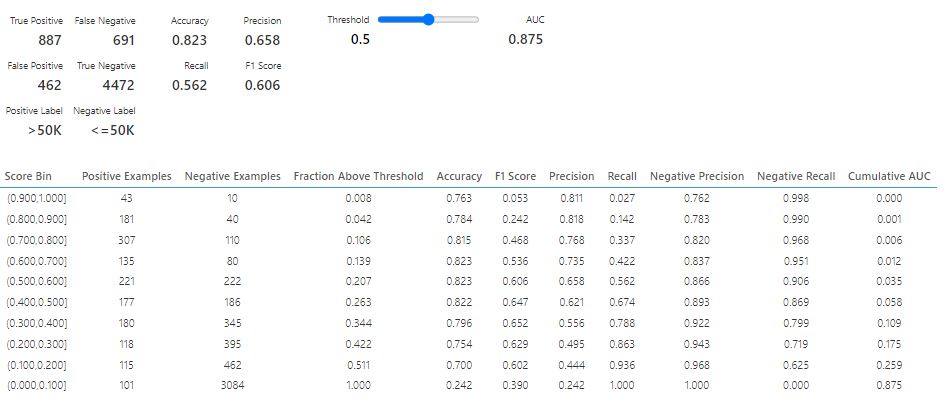 True Positive False Negative Accuracy Precision Threshold AUC
887 691 0.823 0.658 0.5 0.875
False Positive True Negative Recall F1 Score
462 4472 0.562 0.606
Positive Label Negative Label
>50K <=50K
Score Bin Positive Examples Negative Examples Fraction Above Threshold Accuracy F1 Score Precision Recall Negative Precision Negative Recall Cumulative AUC
(0.900,1.000] 43 10 0.008 0.763 0.053 0.811 0.027 0.762 0.998 0.000
(0.800,0.900] 181 40 0.042 0.784 0.242 0.818 0.142 0.783 0.990 0.001
(0.700,0.800] 307 110 0.106 0.815 0.468 0.768 0.337 0.820 0.968 0.006
(0.600,0.700] 135 80 0.139 0.823 0.536 0.735 0.422 0.837 0.951 0.012
(0.500,0.600] 221 222 0.207 0.823 0.606 0.658 0.562 0.866 0.906 0.035
(0.400,0.500] 177 186 0.263 0.822 0.647 0.621 0.674 0.893 0.869 0.058
(0.300,0.400] 180 345 0.344 0.796 0.652 0.556 0.788 0.922 0.799 0.109
(0.200,0.300] 118 395 0.422 0.754 0.629 0.495 0.863 0.943 0.719 0.175
(0.100,0.200] 115 462 0.511 0.700 0.602 0.444 0.936 0.968 0.625 0.259
(0.000,0.100] 101 3084 1.000 0.242 0.390 0.242 1.000 1.000 0.000 0.875